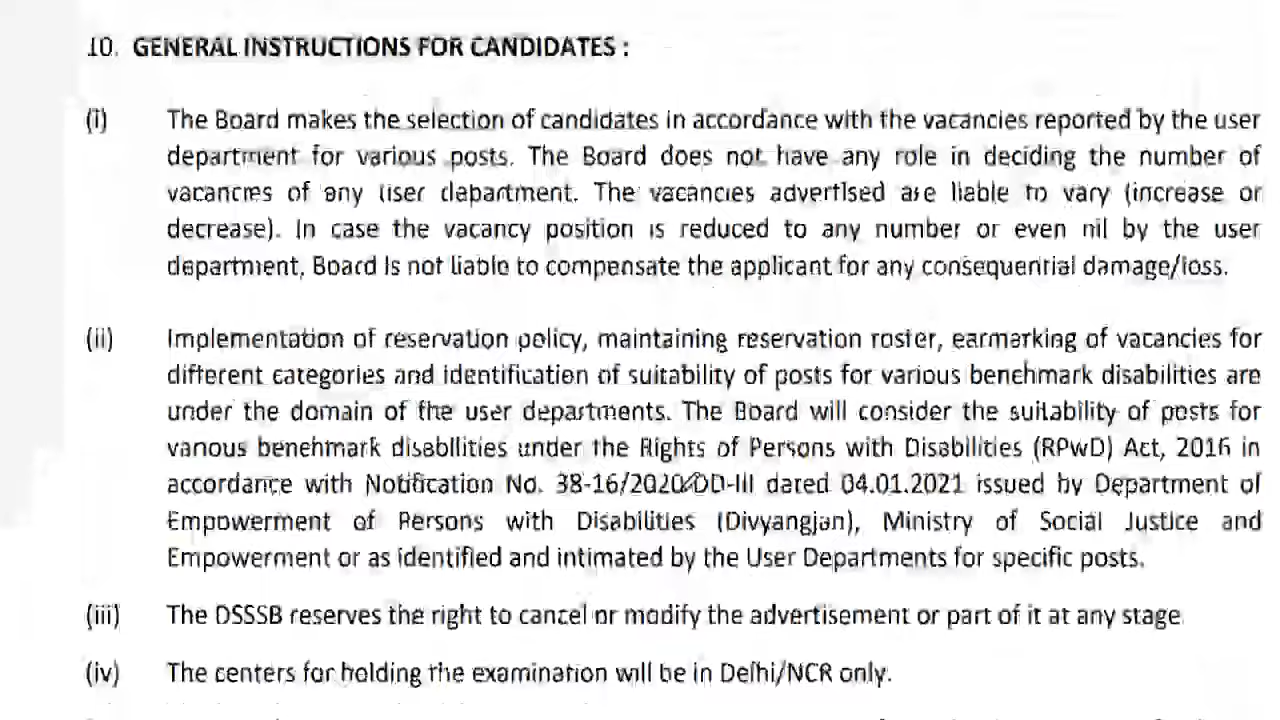 10. GENERAL INSTRUCTIONS FOR CANDIDATES :
(i) The Board makes the selection of candidates in accordance with the vacancies reported by the user
department for various posts. The Board does not have any role in deciding the number of
vacancies of any user department. The vacancies advertised are liable to vary (increase or
decrease). In case the vacancy position is reduced to any number or even nil by the user
department, Board is not liable to compensate the applicant for any consequential damage/loss.
(ii) Implementation of reservation policy, maintaining reservation roster, earmarking of vacancies for
different categories and identification of suitability of posts for various benchmark disabilities are
under the domain of the user departments. The Board will consider the suitability of posts for
various benchmark disabilities under the Rights of Persons with Disabilities (RPwD) Act, 2016 in
accordance with Notification No. 38-16/2020/DD-III dated 04.01.2021 issued by Department of
Empowerment of Persons with Disabilities (Divyangjan), Ministry of Social Justice and
Empowerment or as identified and intimated by the User Departments for specific posts.
(iii) The DSSSB reserves the right to cancel or modify the advertisement or part of it at any stage
(iv) The centers for holding the examination will be in Delhi/NCR only.